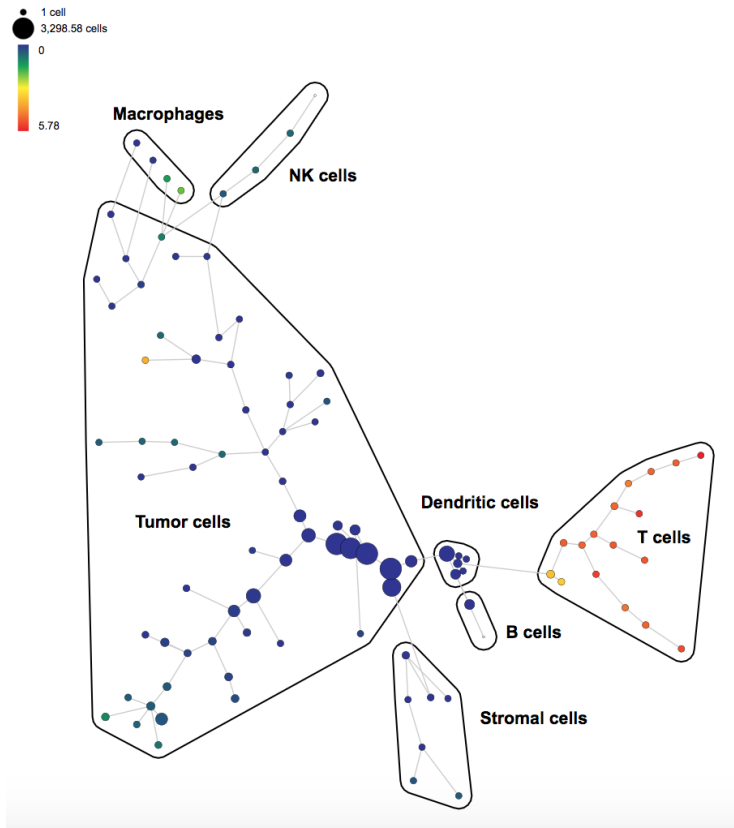 1 cell
3,298.58 cells
0
5.78
Macrophages
NK cells
Dendritic cells
Tumor cells
T cells
B cells
Stromal cells